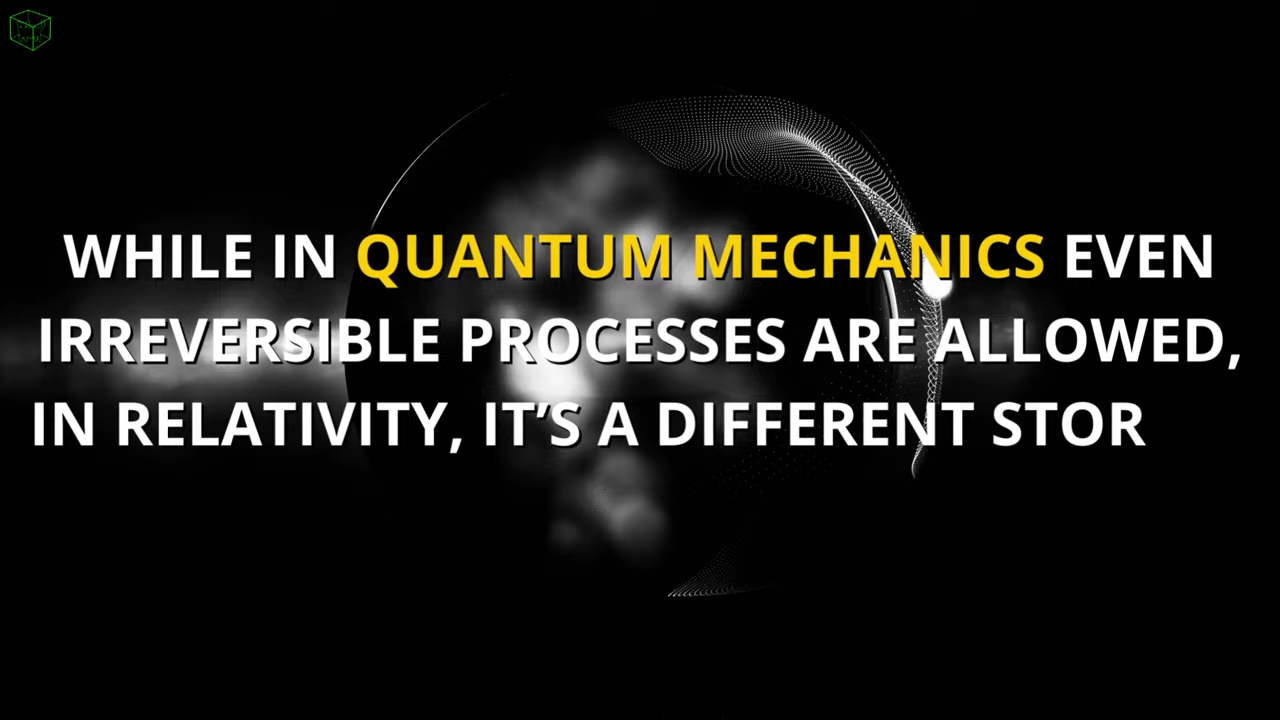 WHILE IN QUANTUM MECHANICS EVEN
IRREVERSIBLE PROCESSES ARE ALLOWED,
IN RELATIVITY, IT’S A DIFFERENT STOR